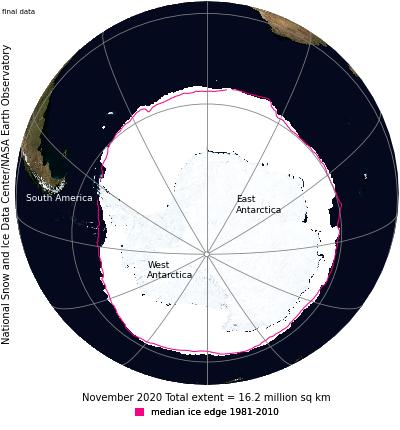 final data
National Snow and Ice Data Center/NASA Earth Observatory
South America
East
Antarctica
West
Antarctica
November 2020 Total extent = 16.2 million sq km
median ice edge 1981-2010